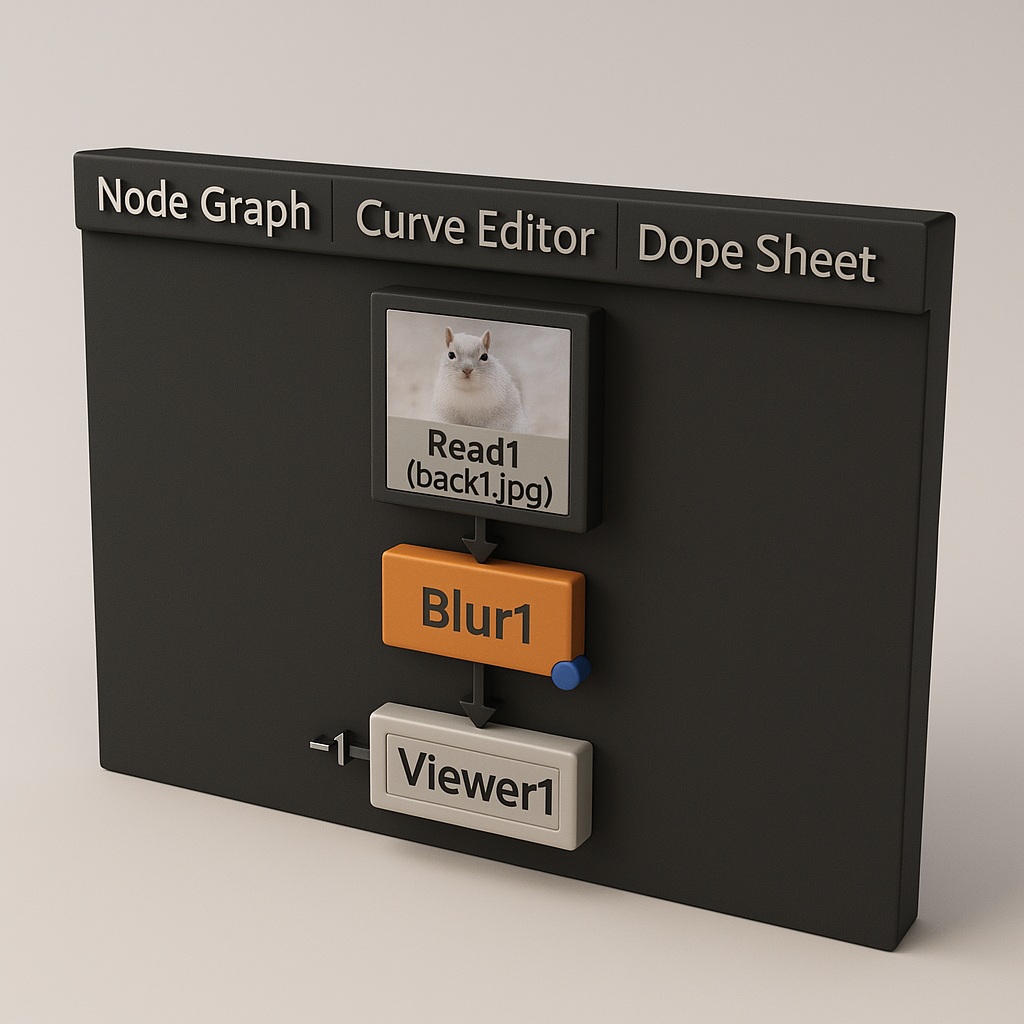 Node Graph
Curve Editor
Dope Sheet
Read1
(back1.jpg)
Blur1
-1
Viewer1